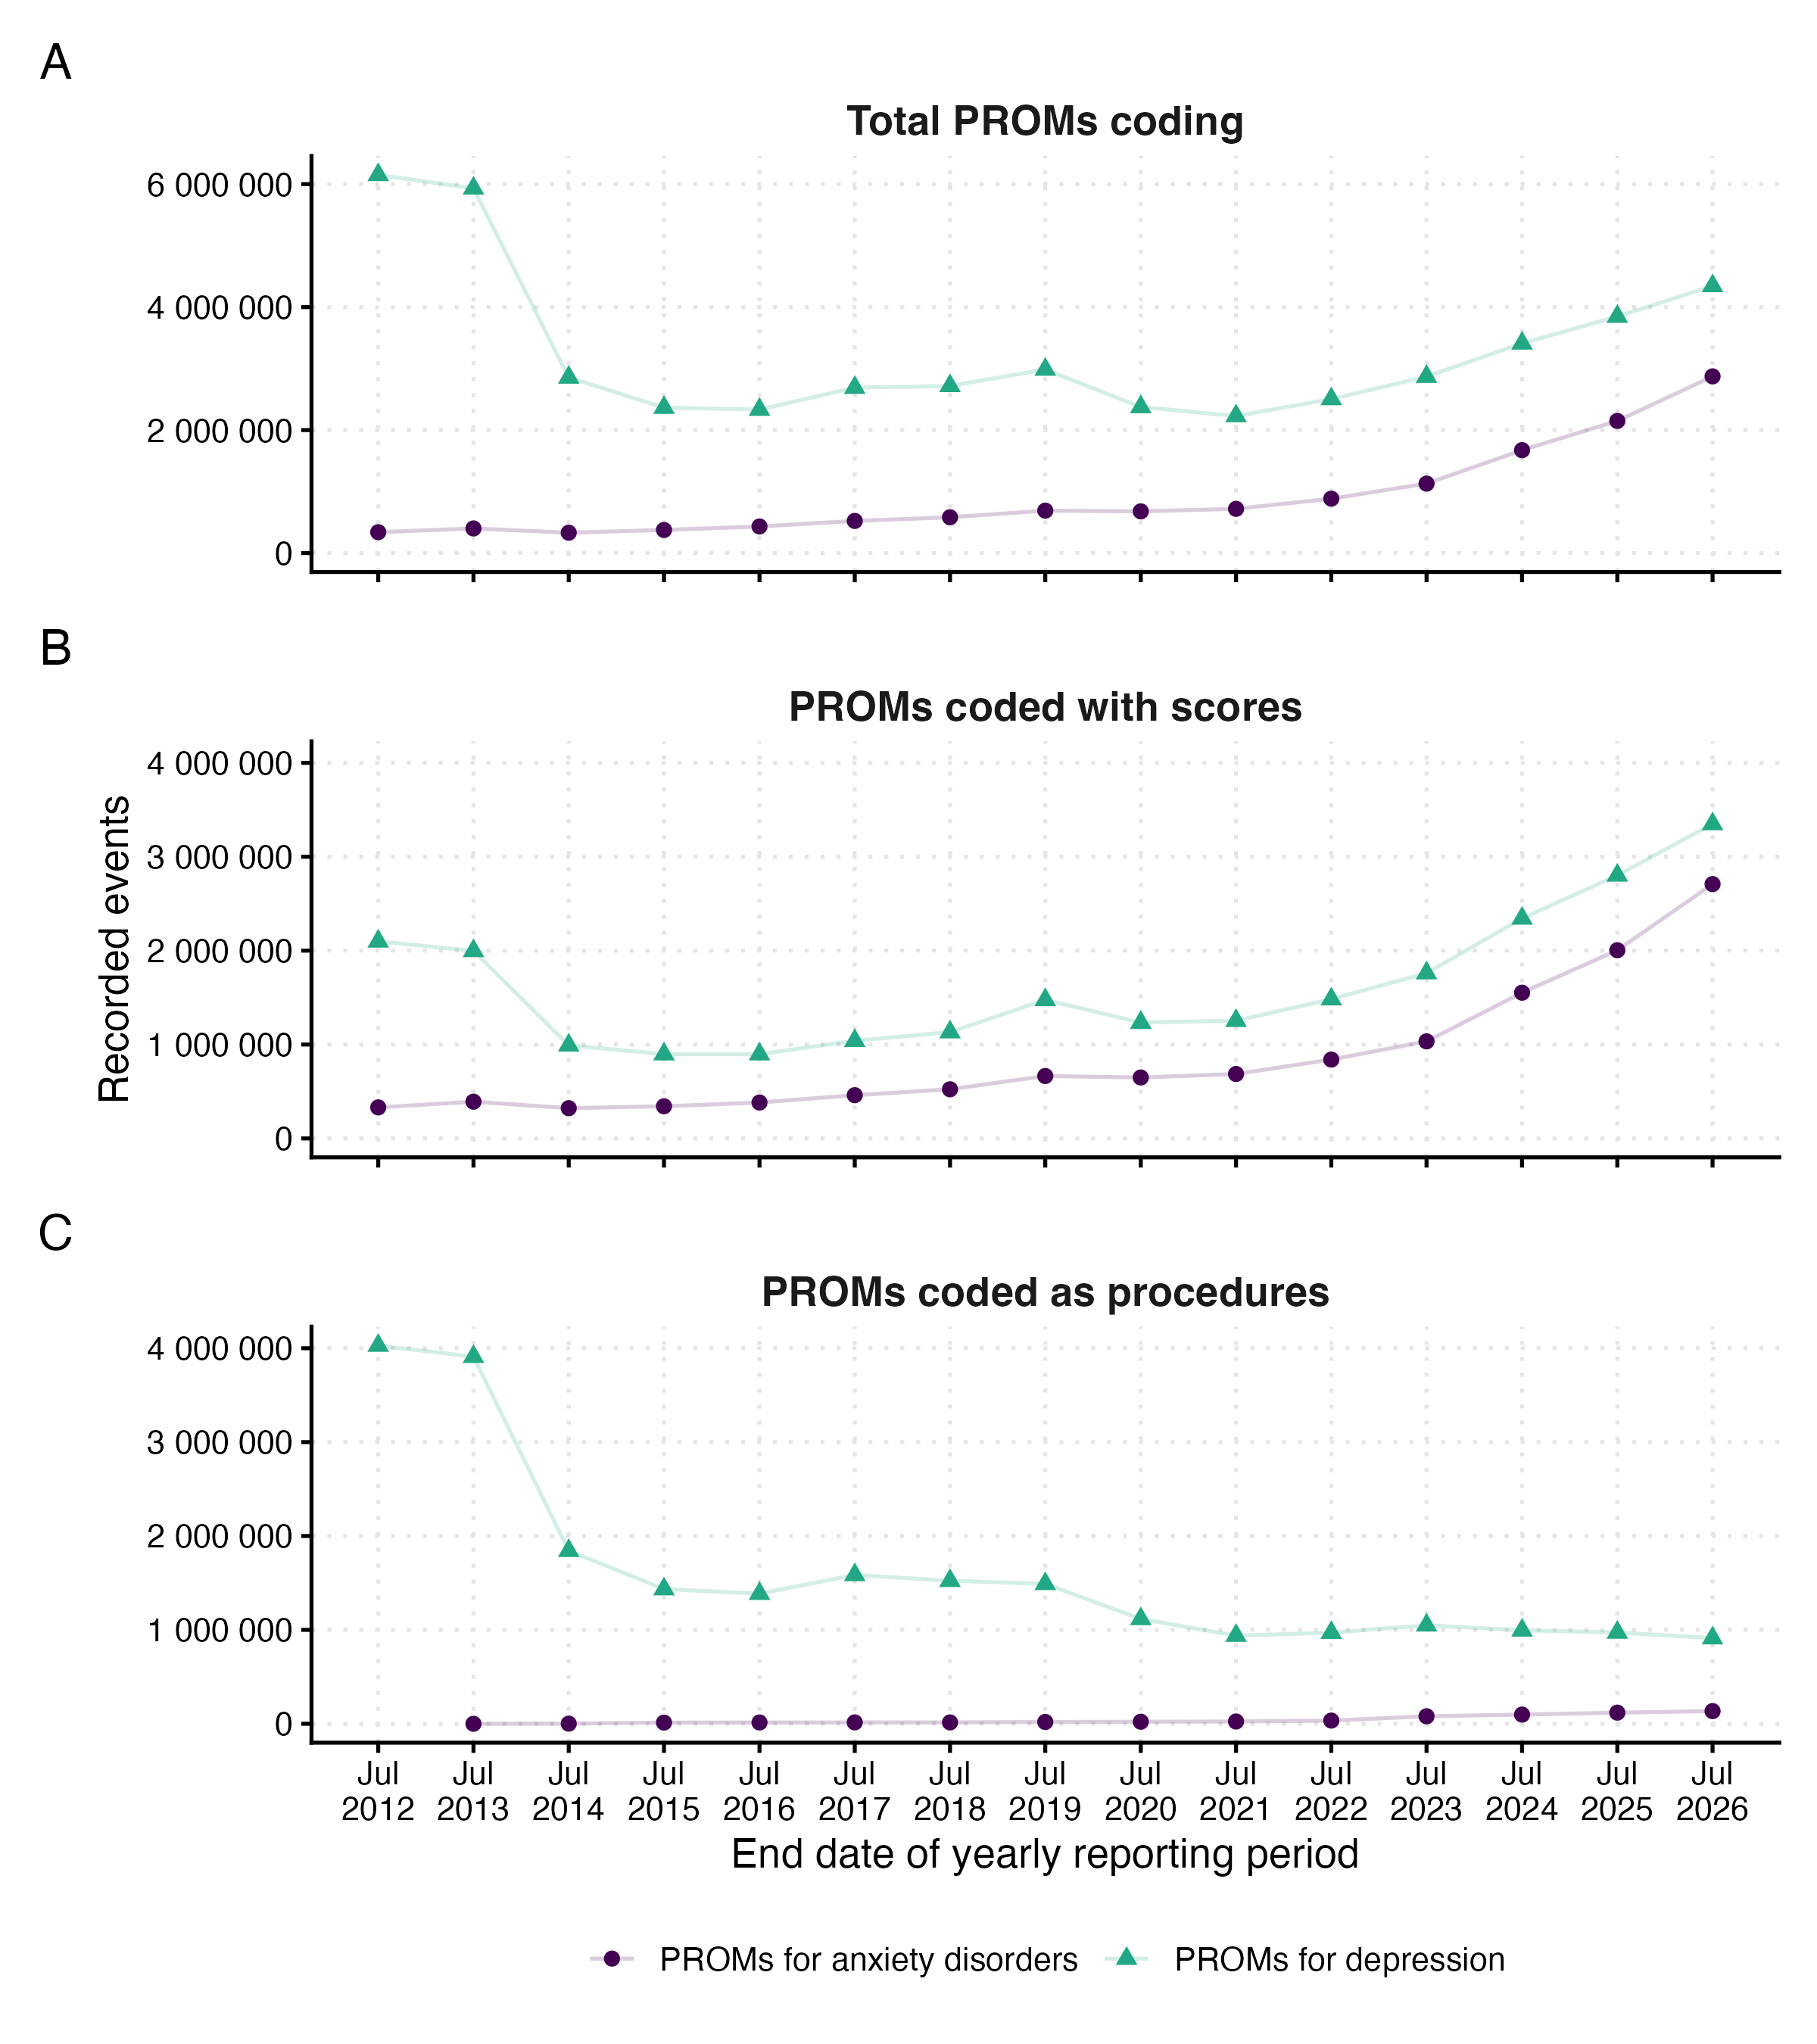 A
Total PROMs coding
6 000 000
4 000 000
2 000 000
0
B
PROMs coded with scores
Recorded events
4 000 000
3 000 000
2 000 000
1 000 000
0
C
PROMs coded as procedures
4 000 000
3 000 000
2 000 000
1 000 000
0
Jul Jul Jul Jul Jul Jul Jul Jul Jul Jul Jul Jul Jul Jul Jul
2012 2013 2014 2015 2016 2017 2018 2019 2020 2021 2022 2023 2024 2025 2026
End date of yearly reporting period
PROMs for anxiety disorders PROMs for depression